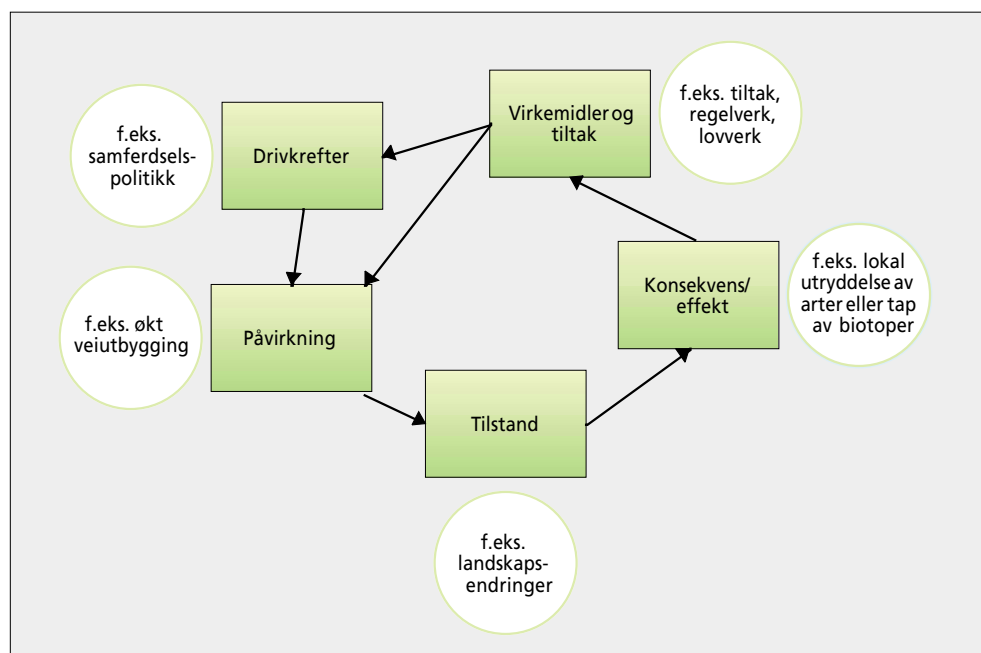 f.eks.
samferdsels-
politikk
Drivkrefter
Virkemidler og
tiltak
f.eks. tiltak,
regelverk,
lovverk
f.eks. økt
veiutbygging
Påvirkning
Konsekvens/
effekt
f.eks. lokal
utryddelse av
arter eller tap
av biotoper
Tilstand
f.eks.
landskaps-
endringer